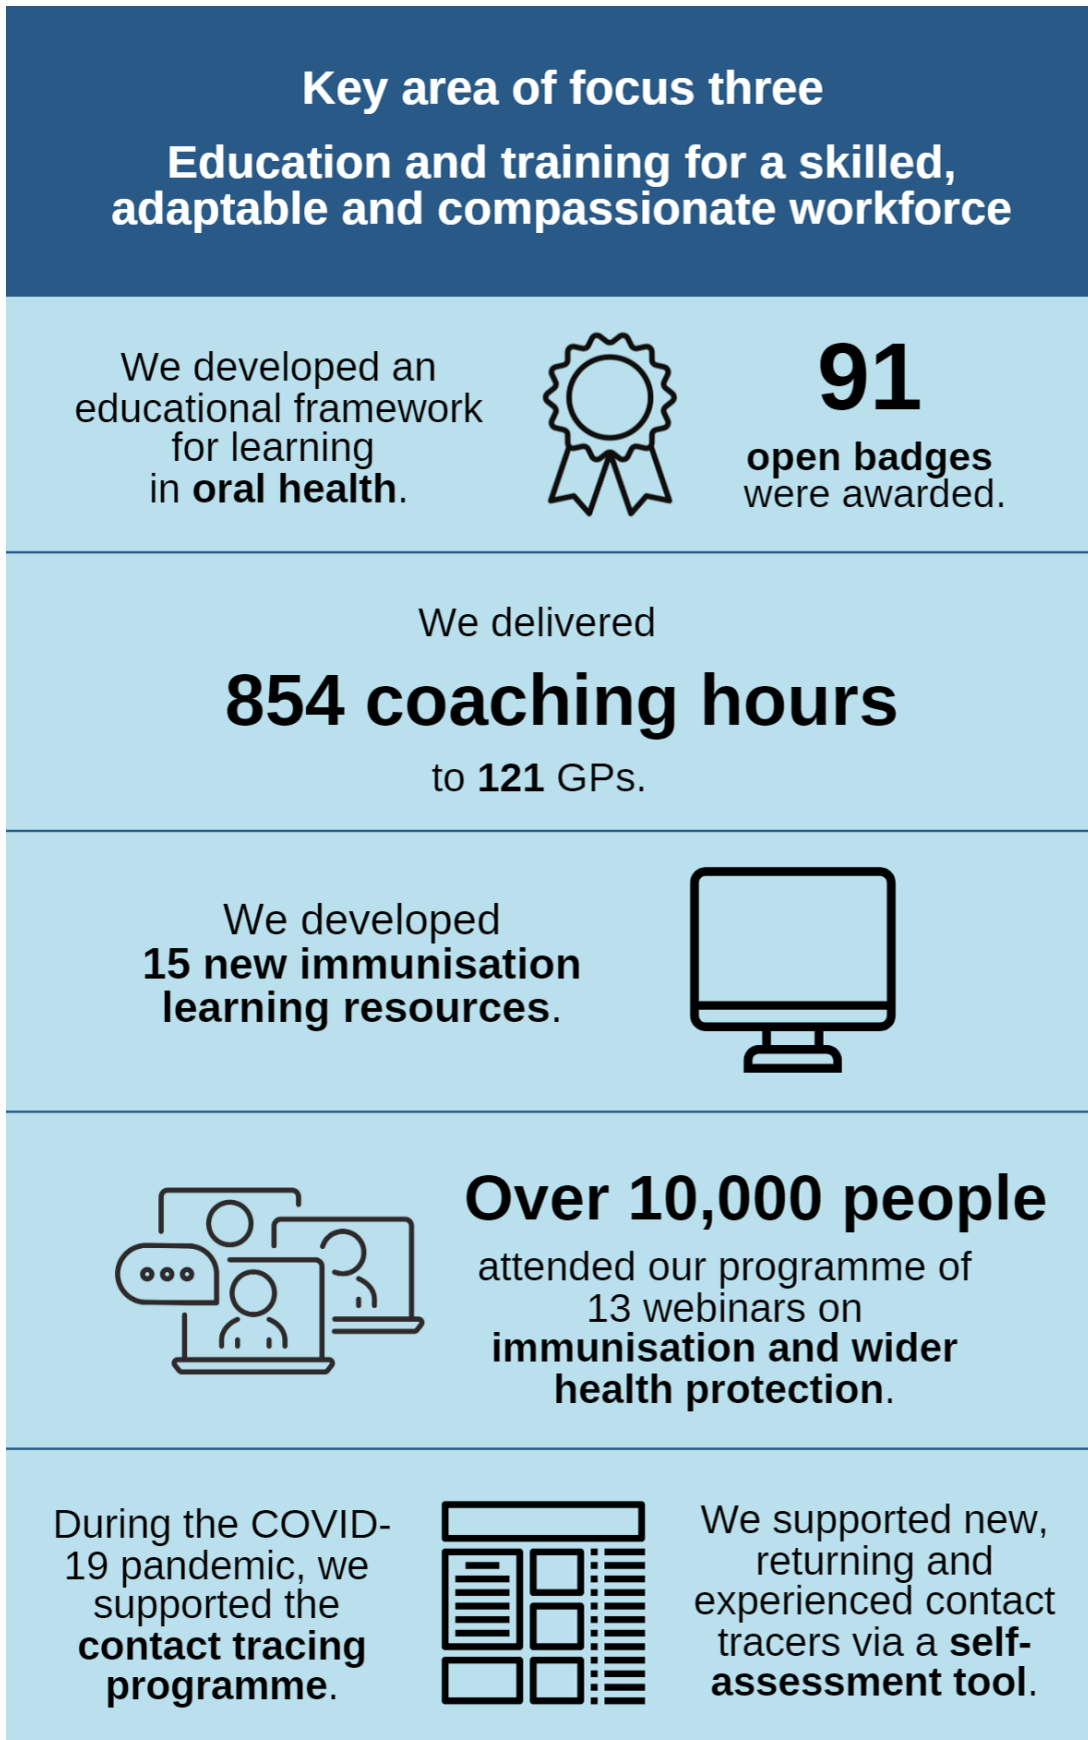 Key area of focus three
Education and training for a skilled,
adaptable and compassionate workforce
We developed an
educational framework
for learning
in oral health.
91
open badges
were awarded.
We delivered
854 coaching hours
to 121 GPs.
We developed
15 new immunisation
learning resources.
Over 10,000 people
attended our programme of
13 webinars on
immunisation and wider
health protection.
During the COVID-
19 pandemic, we
supported the
contact tracing
programme.
We supported new,
returning and
experienced contact
tracers via a self-
assessment tool.